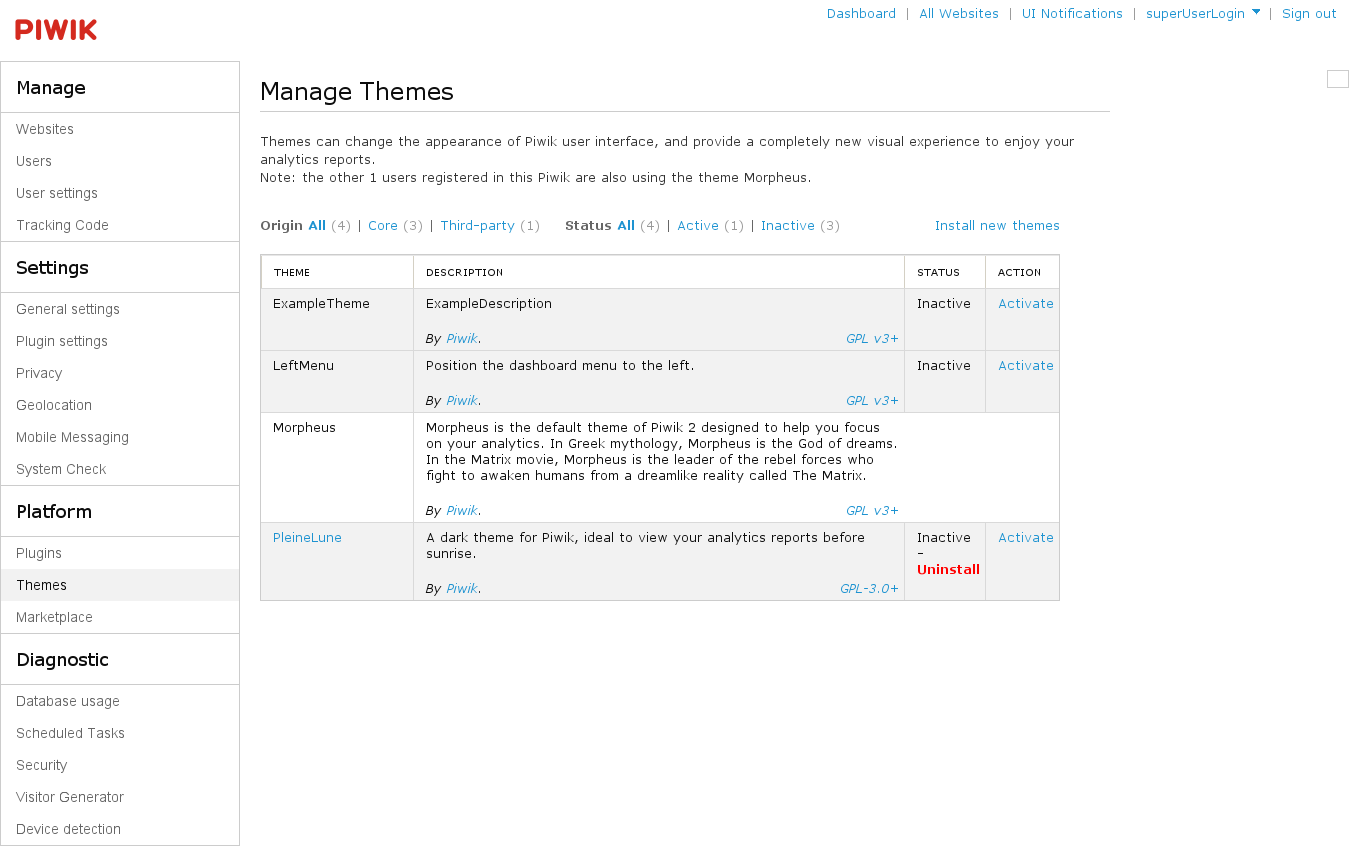 PIWIK
Dashboard | All Websites | UI Notifications | superUserLogin | Sign out
Manage
Websites
Users
User settings
Tracking Code
Settings
General settings
Plugin settings
Privacy
Geolocation
Mobile Messaging
System Check
Platform
Plugins
Themes
Marketplace
Diagnostic
Database usage
Scheduled Tasks
Security
Visitor Generator
Device detection
Manage Themes
Themes can change the appearance of Piwik user interface, and provide a completely new visual experience to enjoy your
analytics reports.
Note: the other 1 users registered in this Piwik are also using the theme Morpheus.
Origin All (4) | Core (3) | Third-party (1) Status All (4) | Active (1) | Inactive (3) Install new themes
THEME DESCRIPTION STATUS ACTION
ExampleTheme ExampleDescription Inactive Activate
By Piwik. GPL v3+
LeftMenu Position the dashboard menu to the left. Inactive Activate
By Piwik. GPL v3+
Morpheus Morpheus is the default theme of Piwik 2 designed to help you focus
on your analytics. In Greek mythology, Morpheus is the God of dreams.
In the Matrix movie, Morpheus is the leader of the rebel forces who
fight to awaken humans from a dreamlike reality called The Matrix.
By Piwik. GPL v3+
PleineLune A dark theme for Piwik, ideal to view your analytics reports before Inactive Activate
sunrise. -
Uninstall
By Piwik. GPL-3.0+